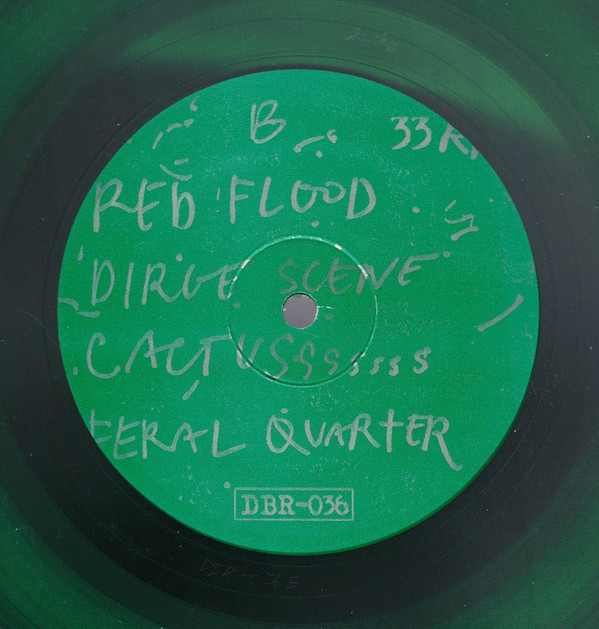 B 33 R
RED FLOOD
DIRGE SCENE
CACTUSSSSSSS
FERAL QUARTER
DBR-036